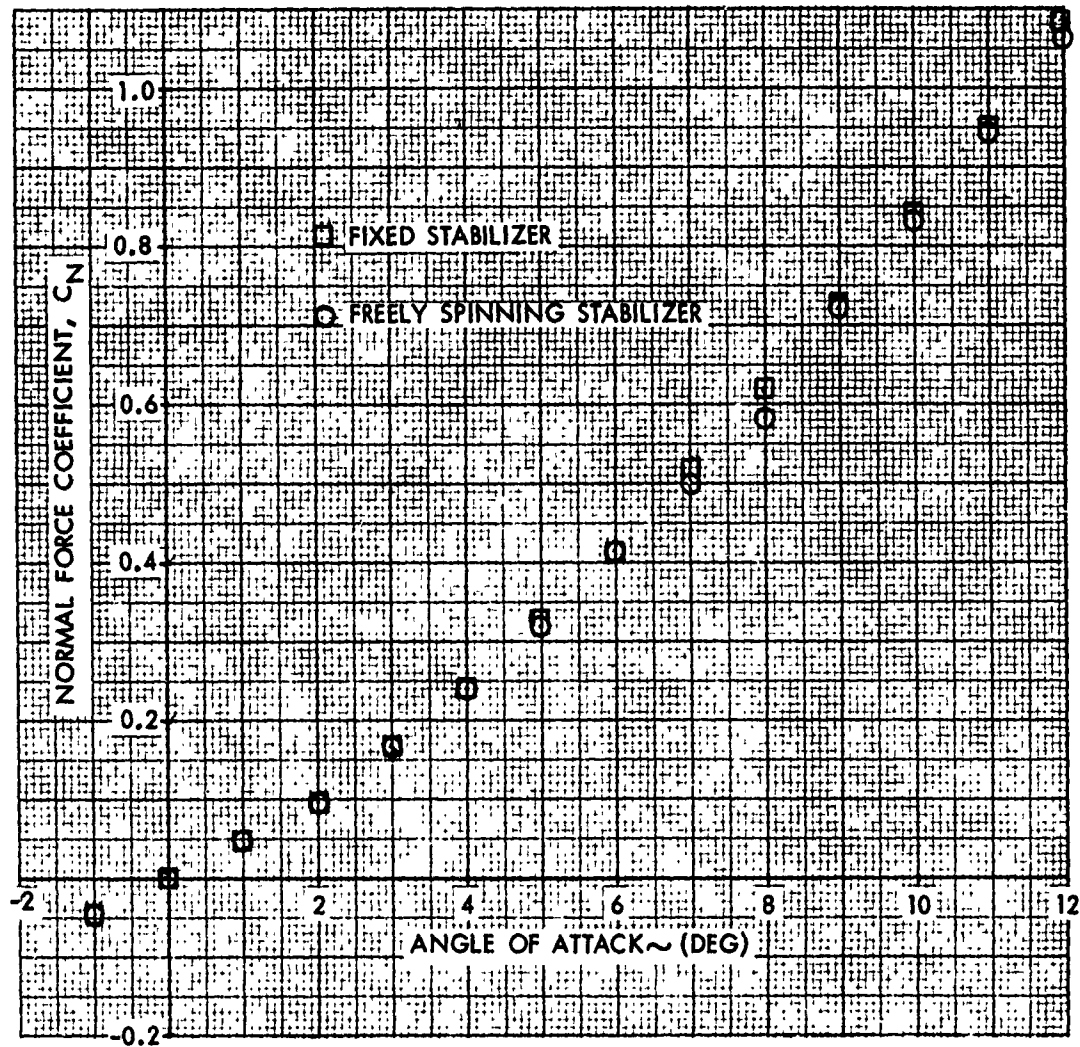 1.0
FIXED STABILIZER
0.8
FREELY SPINNING STABILIZER
NORMAL FORCE COEFFICIENT, CN
0.6
0.4
0.2
-2 2 4 6 8 10 12
ANGLE OF ATTACK~ (DEG)
-0.2